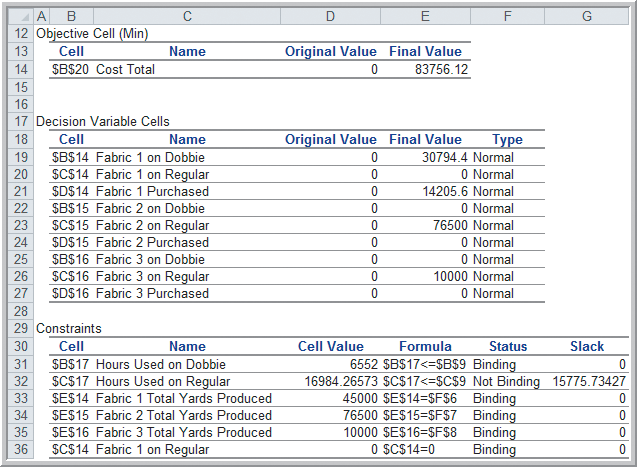 A B C D E F G
12 Objective Cell (Min)
13 Cell Name Original Value Final Value
14 $B$20 Cost Total 0 83756.12
15
16
17 Decision Variable Cells
18 Cell Name Original Value Final Value Type
19 $B$14 Fabric 1 on Dobbie 0 30794.4 Normal
20 $C$14 Fabric 1 on Regular 0 0 Normal
21 $D$14 Fabric 1 Purchased 0 14205.6 Normal
22 $B$15 Fabric 2 on Dobbie 0 0 Normal
23 $C$15 Fabric 2 on Regular 0 76500 Normal
24 $D$15 Fabric 2 Purchased 0 0 Normal
25 $B$16 Fabric 3 on Dobbie 0 0 Normal
26 $C$16 Fabric 3 on Regular 0 10000 Normal
27 $D$16 Fabric 3 Purchased 0 0 Normal
28
29 Constraints
30 Cell Name Cell Value Formula Status Slack
31 $B$17 Hours Used on Dobbie 6552 $B$17<=$B$9 Binding 0
32 $C$17 Hours Used on Regular 16984.26573 $C$17<=$C$9 Not Binding 15775.73427
33 $E$14 Fabric 1 Total Yards Produced 45000 $E$14=$F$6 Binding 0
34 $E$15 Fabric 2 Total Yards Produced 76500 $E$15=$F$7 Binding 0
35 $E$16 Fabric 3 Total Yards Produced 10000 $E$16=$F$8 Binding 0
36 $C$14 Fabric 1 on Regular 0 $C$14=0 Binding 0